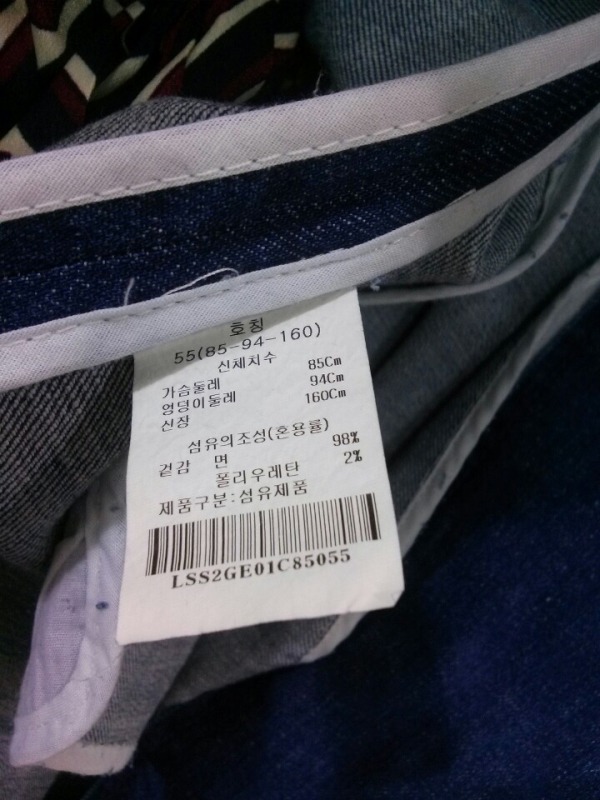 호칭
55(85-94-160)
신체치수
가슴둘레 85Cm
엉덩이둘레 94Cm
신장 160Cm
섬유의조성(혼용률)
겉감 면 98%
폴리우레탄 2%
제품구분:섬유제품
LSS2GE01C85055